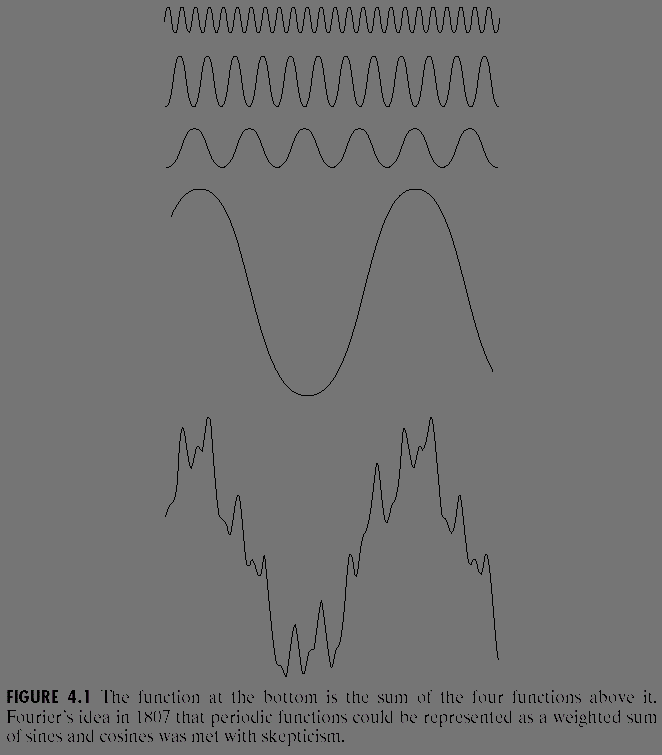 FIGURE 4.1 The function at the bottom is the sum of the four functions above it.
Fourier's idea in 1807 that periodic functions could be represented as a weighted sum
of sines and cosines was met with skepticism.